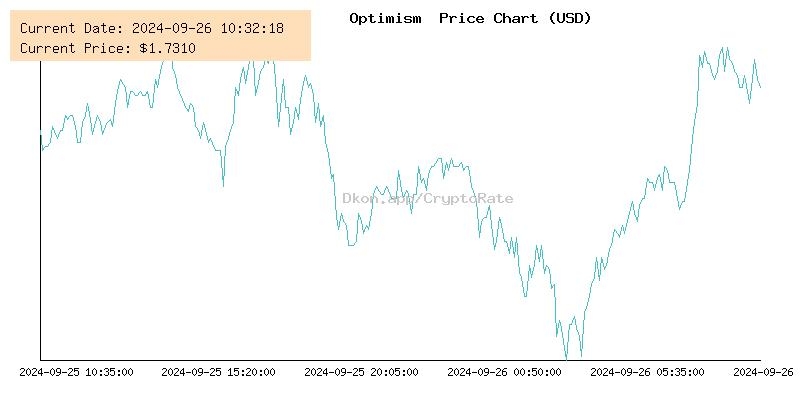 Optimism Price Chart (USD)
Current Date: 2024-09-26 10:32:18
Current Price: $1.7310
Dkon.app/CryptoRate
2024-09-25 10:35:00 2024-09-25 15:20:00 2024-09-25 20:05:00 2024-09-26 00:50:00 2024-09-26 05:35:00 2024-09-26